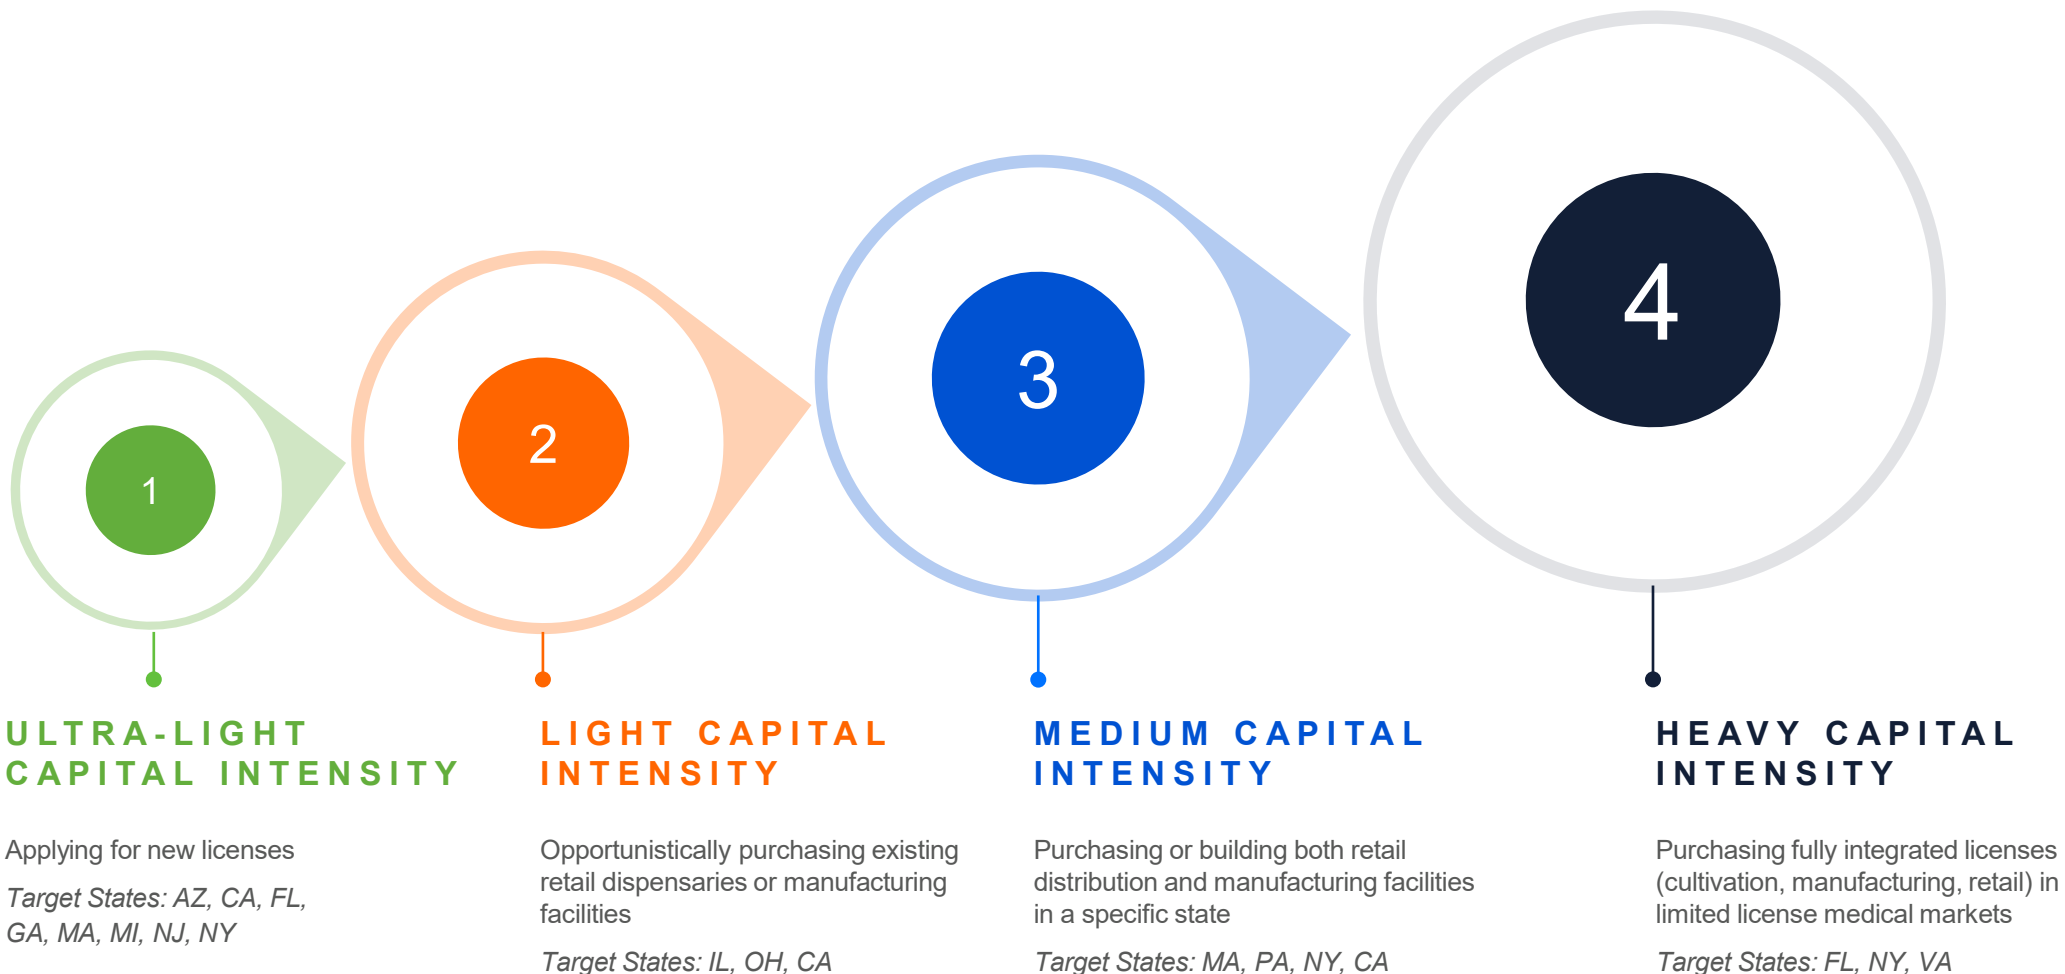 1
2
3
4
ULTRA-LIGHT
CAPITAL INTENSITY
Applying for new licenses
Target States: AZ, CA, FL,
GA, MA, MI, NJ, NY
LIGHT CAPITAL
INTENSITY
Opportunistically purchasing existing
retail dispensaries or manufacturing
facilities
Target States: IL, OH, CA
MEDIUM CAPITAL
INTENSITY
Purchasing or building both retail
distribution and manufacturing facilities
in a specific state
Target States: MA, PA, NY, CA
HEAVY CAPITAL
INTENSITY
Purchasing fully integrated licenses
(cultivation, manufacturing, retail) in
limited license medical markets
Target States: FL, NY, VA